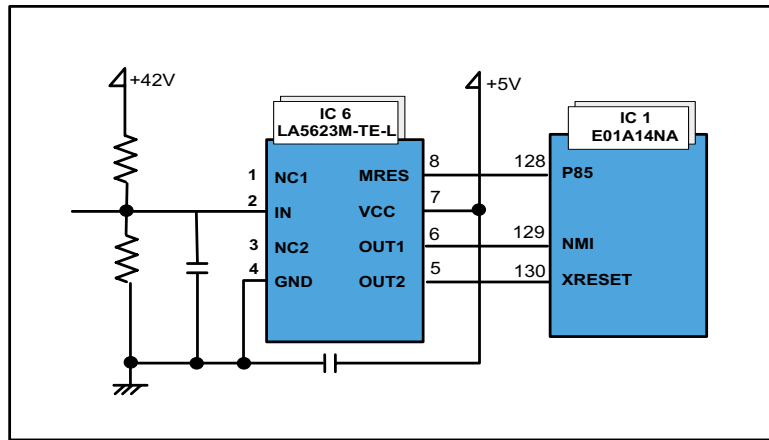 +42V
+5V
IC 6
LA5623M-TE-L
IC 1
E01A14NA
1 NC1 MRES 8 128 P85
2 IN VCC 7
3 NC2 OUT1 6 129 NMI
4 GND OUT2 5 130 XRESET